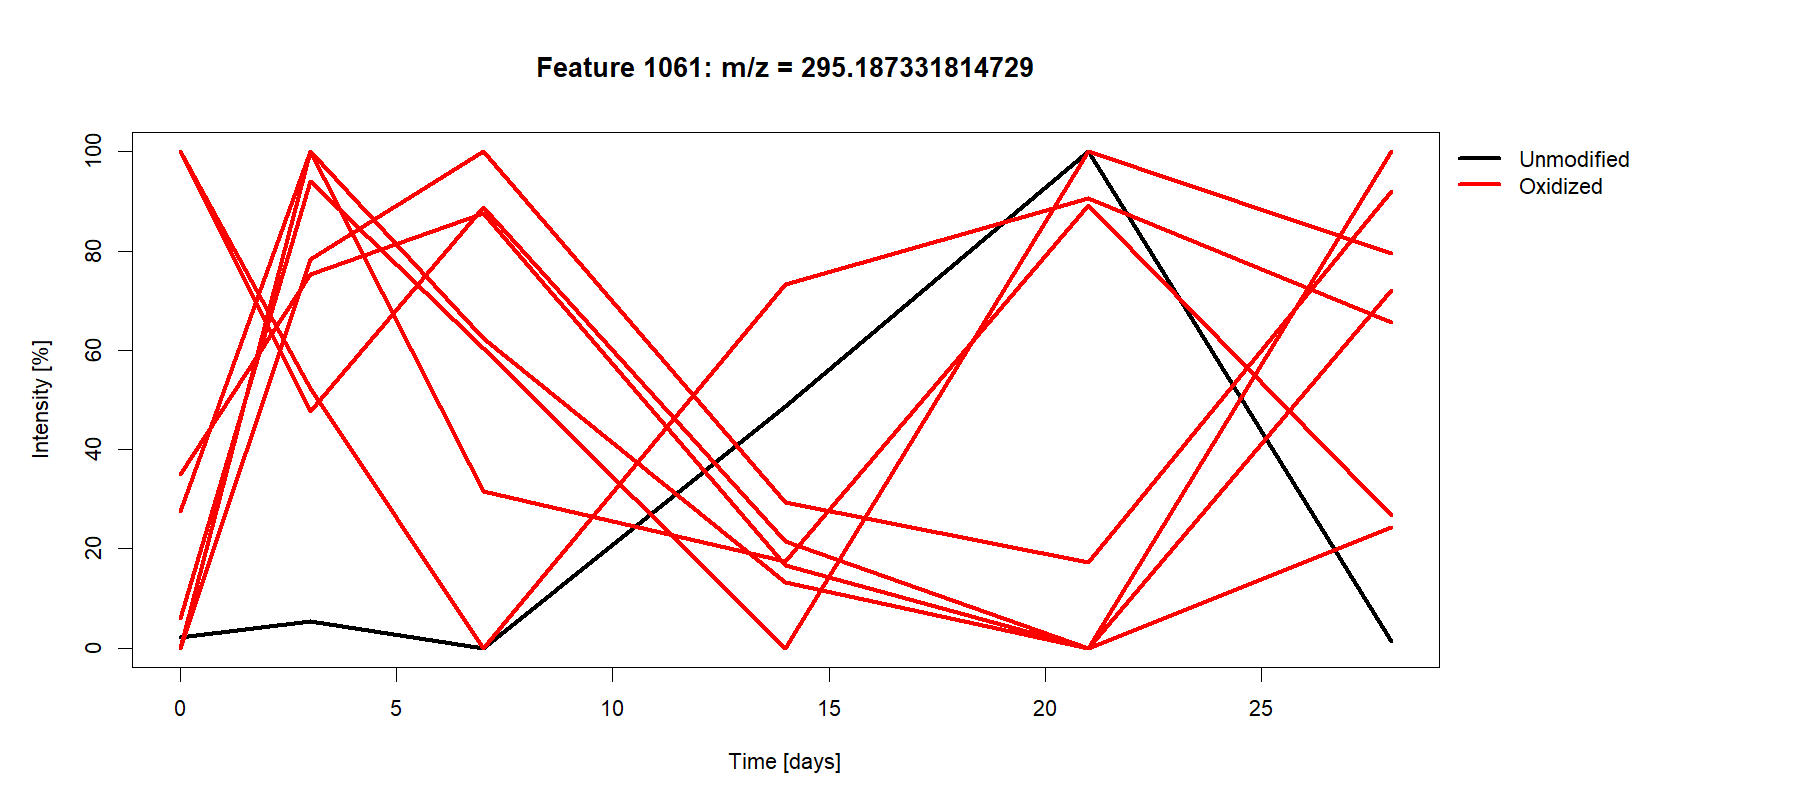 Feature 1061: m/z = 295.187331814729
Unmodified
Oxidized
Intensity [%]
100
80
60
40
20
0
0 5 10 15 20 25
Time [days]